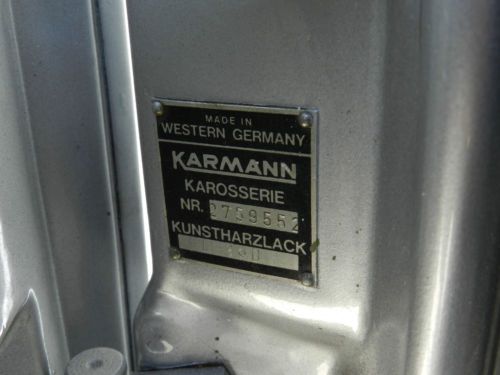 MADE IN
WESTERN GERMANY
KARMANN
KAROSSERIE
NR. 2759552
KUNSTHARZLACK